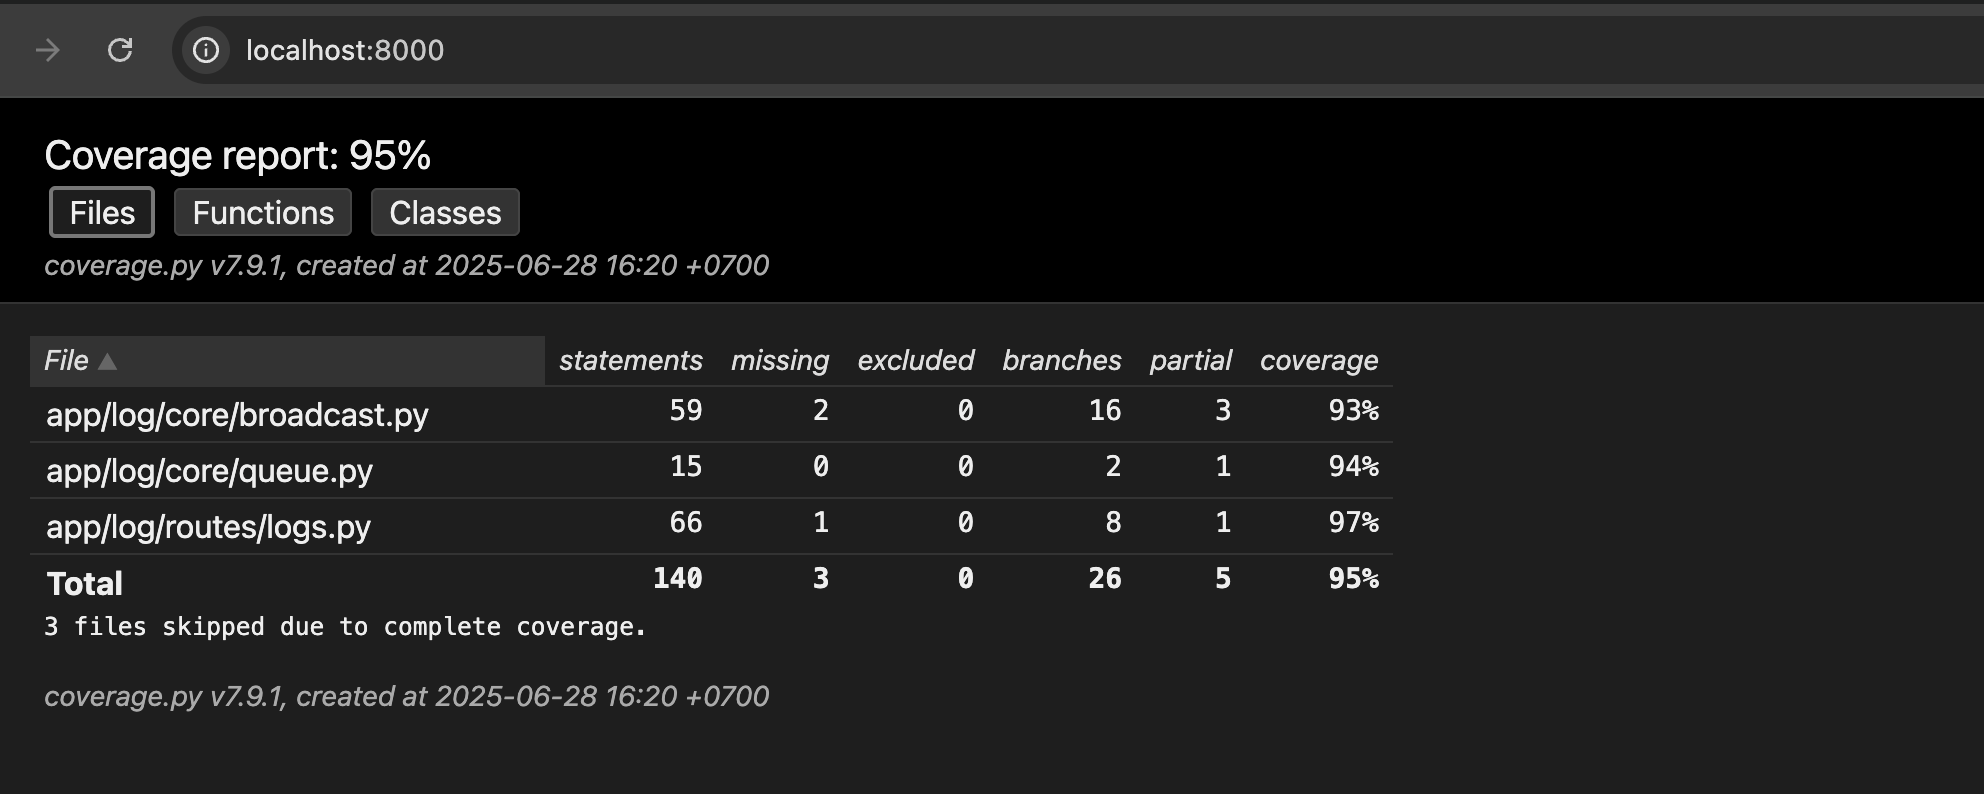 localhost:8000
Coverage report: 95%
Files Functions Classes
coverage.py v7.9.1, created at 2025-06-28 16:20 +0700
File ▲ statements missing excluded branches partial coverage
app/log/core/broadcast.py 59 2 0 16 3 93%
app/log/core/queue.py 15 0 0 2 1 94%
app/log/routes/logs.py 66 1 0 8 1 97%
Total 140 3 0 26 5 95%
3 files skipped due to complete coverage.
coverage.py v7.9.1, created at 2025-06-28 16:20 +0700